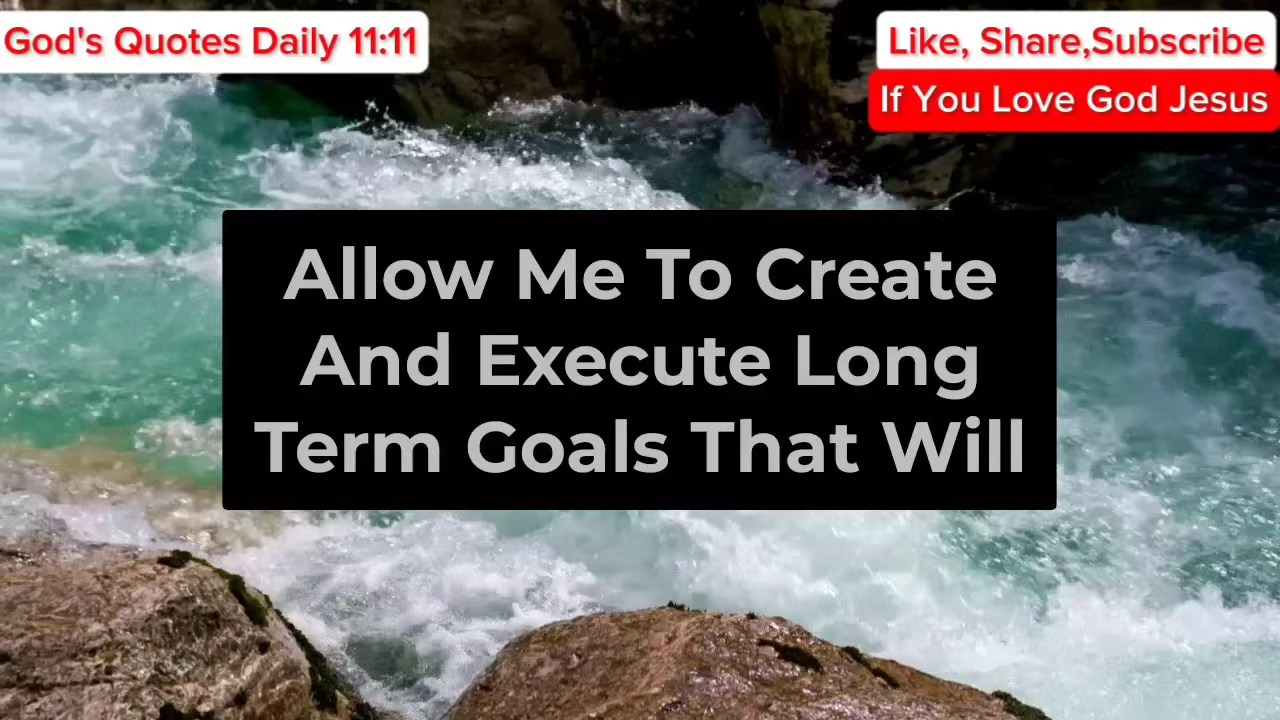 God's Quotes Daily 11:11
Like, Share,Subscribe
If You Love God Jesus
Allow Me To Create
And Execute Long
Term Goals That Will